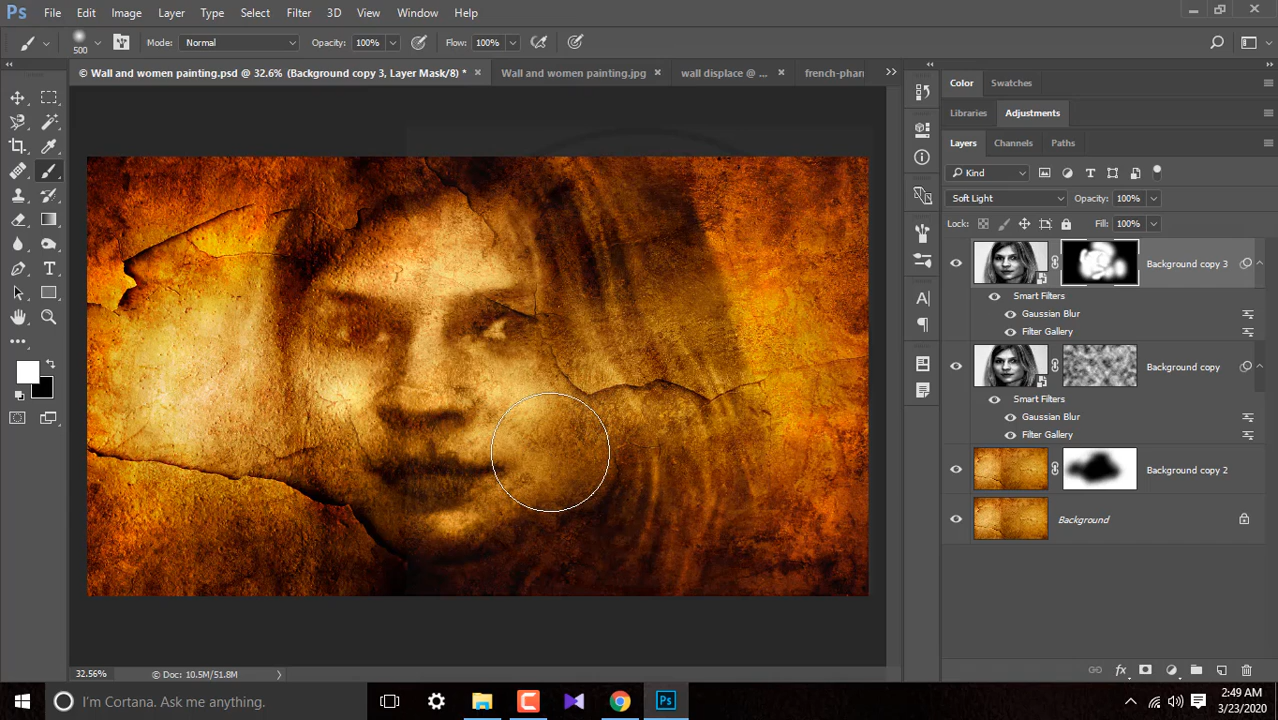 Ps File Edit Image Layer Type Select Filter 3D View Window Help
500 Mode: Normal Opacity: 100% Flow: 100%
© Wall and women painting.psd @ 32.6% (Background copy 3, Layer Mask/8) * × Wall and women painting.jpg × wall displace @ ... × french-phan
Color Swatches
Libraries Adjustments
Layers Channels Paths
Kind
Soft Light Opacity: 100%
Lock: Fill: 100%
Background copy 3
Smart Filters
Gaussian Blur
Filter Gallery
Background copy
Smart Filters
Gaussian Blur
Filter Gallery
Background copy 2
Background
32.56% © Doc: 10.5M/51.8M
I'm Cortana. Ask me anything.
Ps
2:49 AM
3/23/2020